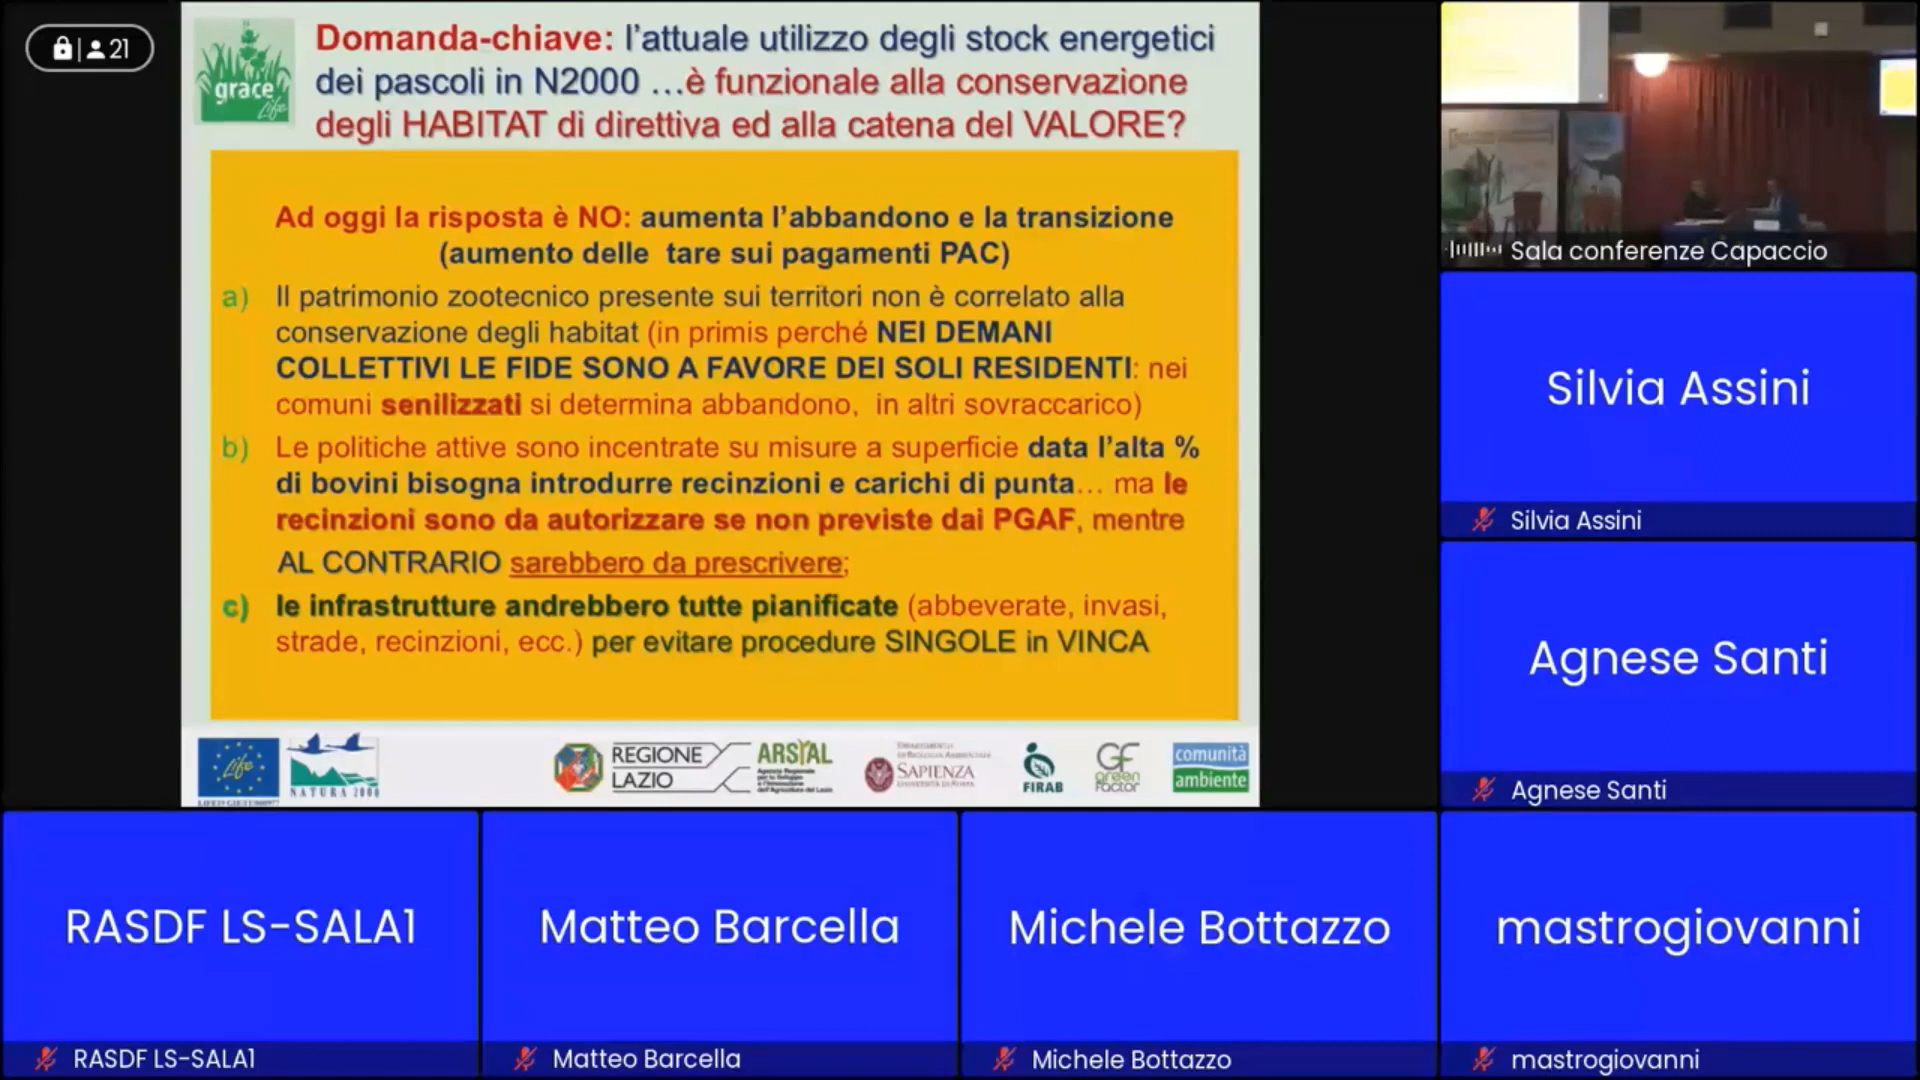 21
grace
Life
Domanda-chiave: l'attuale utilizzo degli stock energetici
dei pascoli in N2000 ...è funzionale alla conservazione
degli HABITAT di direttiva ed alla catena del VALORE?
Ad oggi la risposta è NO: aumenta l'abbandono e la transizione
(aumento delle tare sui pagamenti PAC)
a) Il patrimonio zootecnico presente sui territori non è correlato alla
conservazione degli habitat (in primis perché NEI DEMANI
COLLETTIVI LE FIDE SONO A FAVORE DEI SOLI RESIDENTI: nei
comuni senilizzati si determina abbandono, in altri sovraccarico)
b) Le politiche attive sono incentrate su misure a superficie data l'alta %
di bovini bisogna introdurre recinzioni e carichi di punta... ma le
recinzioni sono da autorizzare se non previste dai PGAF, mentre
AL CONTRARIO sarebbero da prescrivere;
c) le infrastrutture andrebbero tutte pianificate (abbeverate, invasi,
strade, recinzioni, ecc.) per evitare procedure SINGOLE in VINCA
Life
NATURA 2000
REGIONE
LAZIO
ARSIAL
SAPIENZA
FIRAB
GF
green
Factor
comunità
ambiente
Sala conferenze Capaccio
Silvia Assini
Silvia Assini
Agnese Santi
Agnese Santi
RASDF LS-SALA1
RASDF LS-SALA1
Matteo Barcella
Matteo Barcella
Michele Bottazzo
Michele Bottazzo
mastrogiovanni
mastrogiovanni